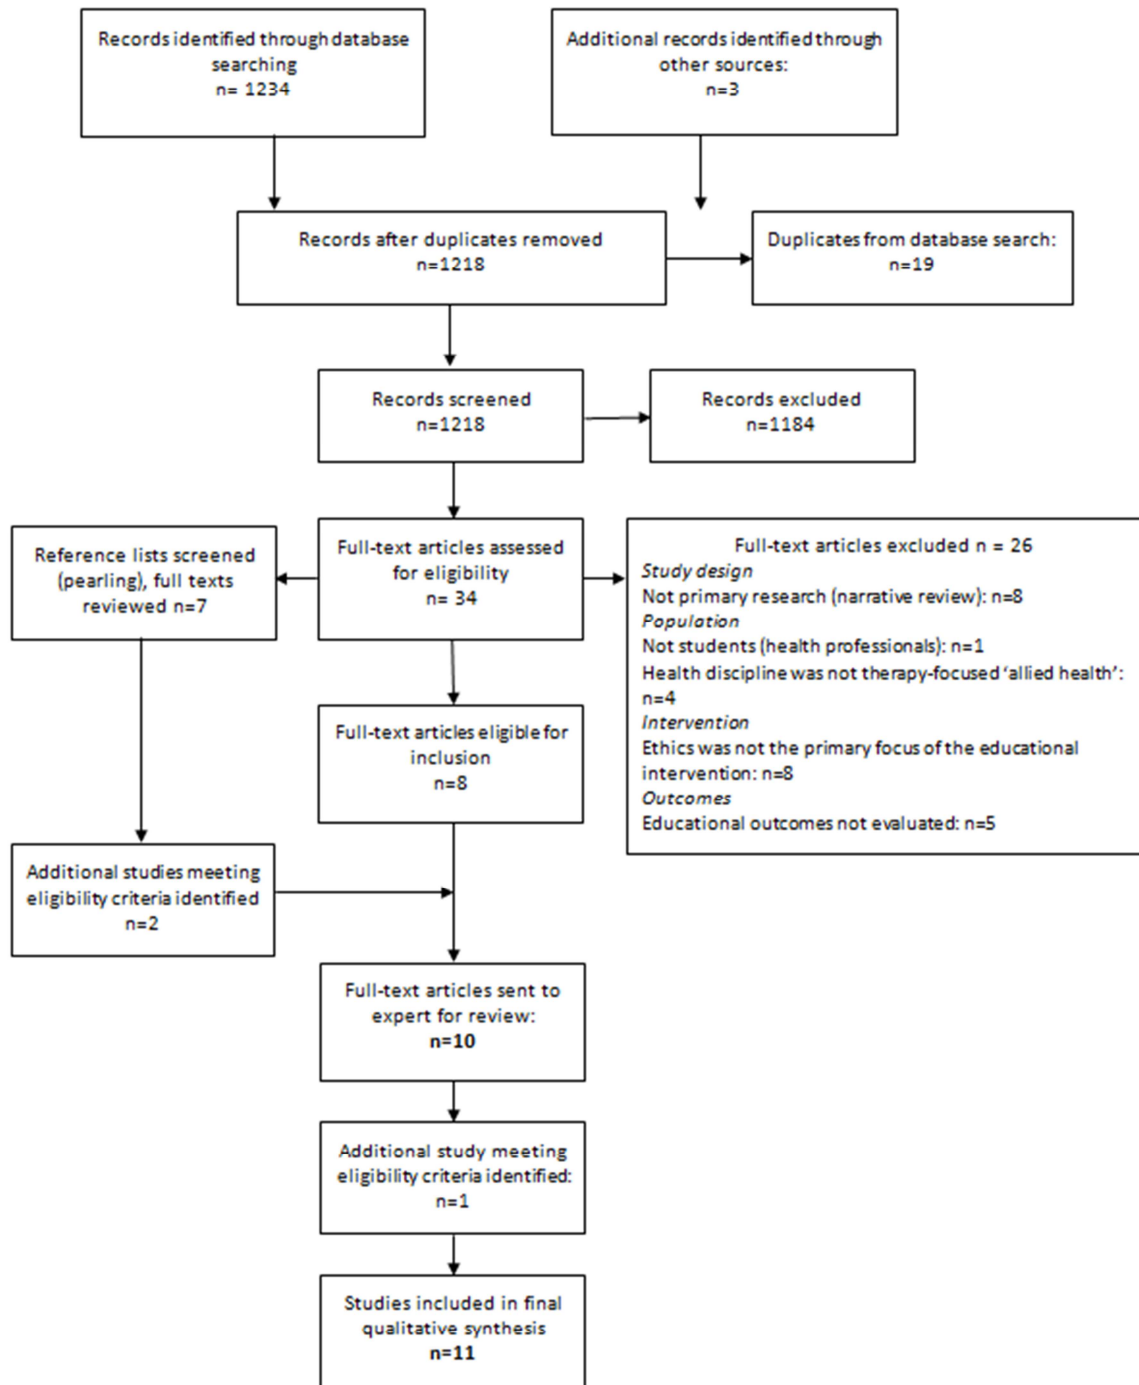 Records identified through database
searching
n= 1234
Additional records identified through
other sources:
n=3
Records after duplicates removed
n=1218
Duplicates from database search:
n=19
Records screened
n=1218
Records excluded
n=1184
Reference lists screened
(pearling), full texts
reviewed n=7
Full-text articles assessed
for eligibility
n= 34
Full-text articles excluded n = 26
Study design
Not primary research (narrative review): n=8
Population
Not students (health professionals): n=1
Health discipline was not therapy-focused ‘allied health’:
n=4
Intervention
Ethics was not the primary focus of the educational
intervention: n=8
Outcomes
Educational outcomes not evaluated: n=5
Full-text articles eligible for
inclusion
n=8
Additional studies meeting
eligibility criteria identified
n=2
Full-text articles sent to
expert for review:
n=10
Additional study meeting
eligibility criteria identified:
n=1
Studies included in final
qualitative synthesis
n=11